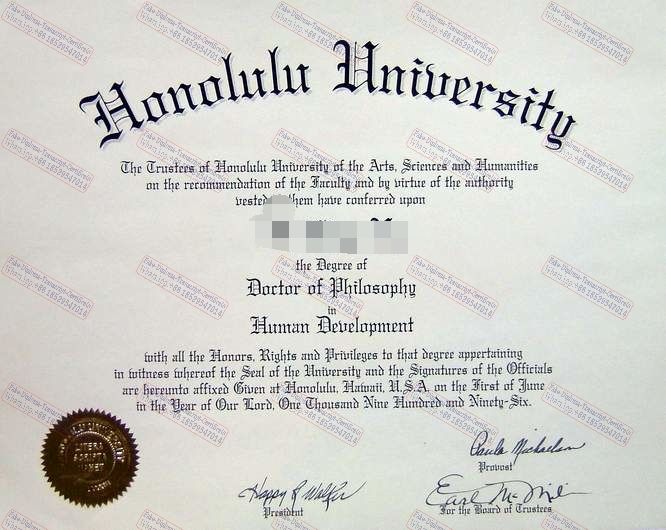 Honolulu University
The Trustees of Honolulu University of the Arts, Sciences and Humanities
on the recommendation of the Faculty and by virtue of the authority
vested them have conferred upon
the Degree of
Doctor of Philosophy
in
Human Development
with all the Honors, Rights and Privileges to that degree appertaining
in witness whereof the Seal of the University and the Signatures of the Officials
are hereunto affixed Given at Honolulu, Hawaii, U.S.A. on the First of June
in the Year of Our Lord, One Thousand Nine Hundred and Ninety-Six.
Paula Michaelsen
Provost
President
For the Board of Trustees